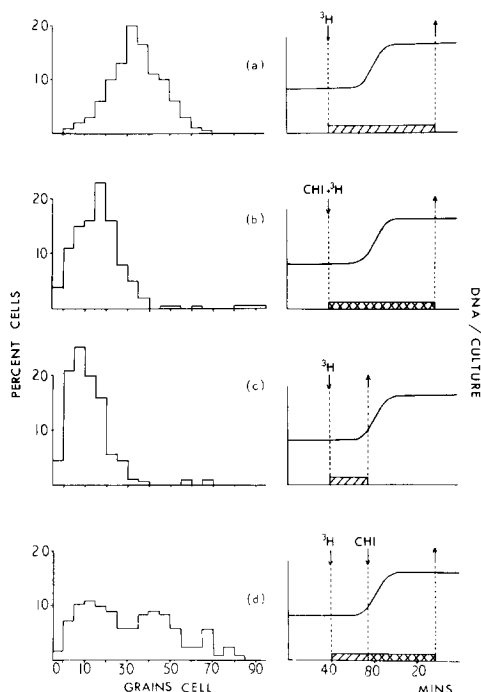 20
10
(a)
³H
20
10
(b)
CHI+³H
PERCENT CELLS
DNA / CULTURE
20
10
(c)
³H
20
10
(d)
³H CHI
0 10 30 50 70 90
40 80 20
GRAINS CELL
MINS